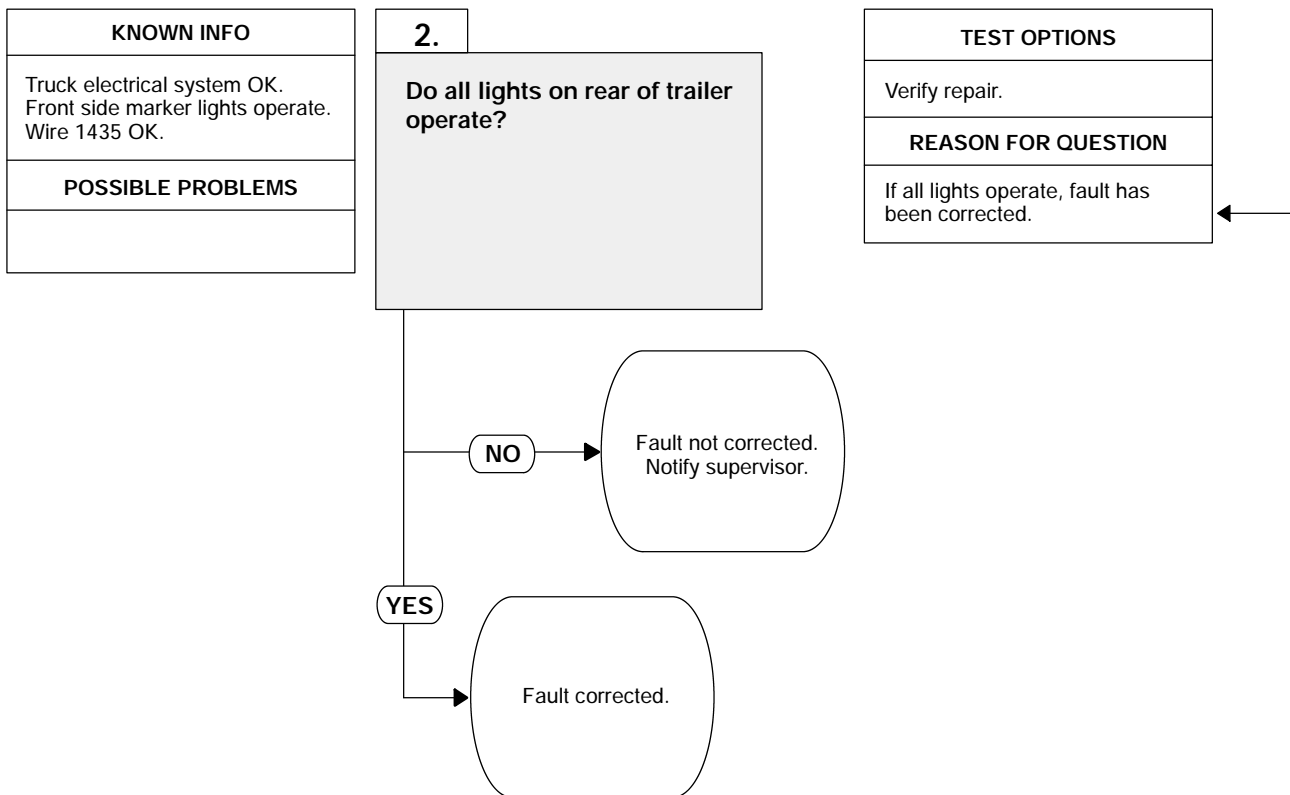 KNOWN INFO
Truck electrical system OK.
Front side marker lights operate.
Wire 1435 OK.
POSSIBLE PROBLEMS
2.
Do all lights on rear of trailer
operate?
TEST OPTIONS
Verify repair.
REASON FOR QUESTION
If all lights operate, fault has
been corrected.
NO
Fault not corrected.
Notify supervisor.
YES
Fault corrected.